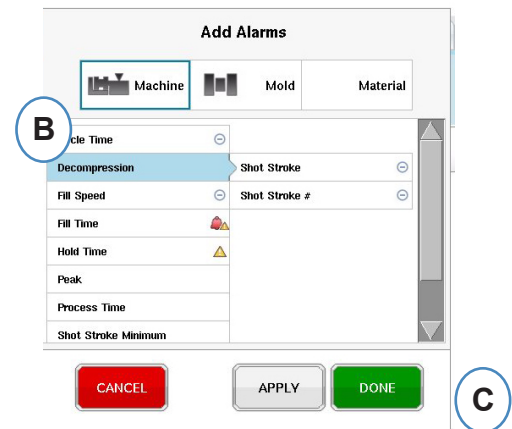 Add Alarms
Machine Mold Material
B
cle Time
Decompression Shot Stroke
Fill Speed Shot Stroke #
Fill Time
Hold Time
Peak
Process Time
Shot Stroke Minimum
CANCEL APPLY DONE
C